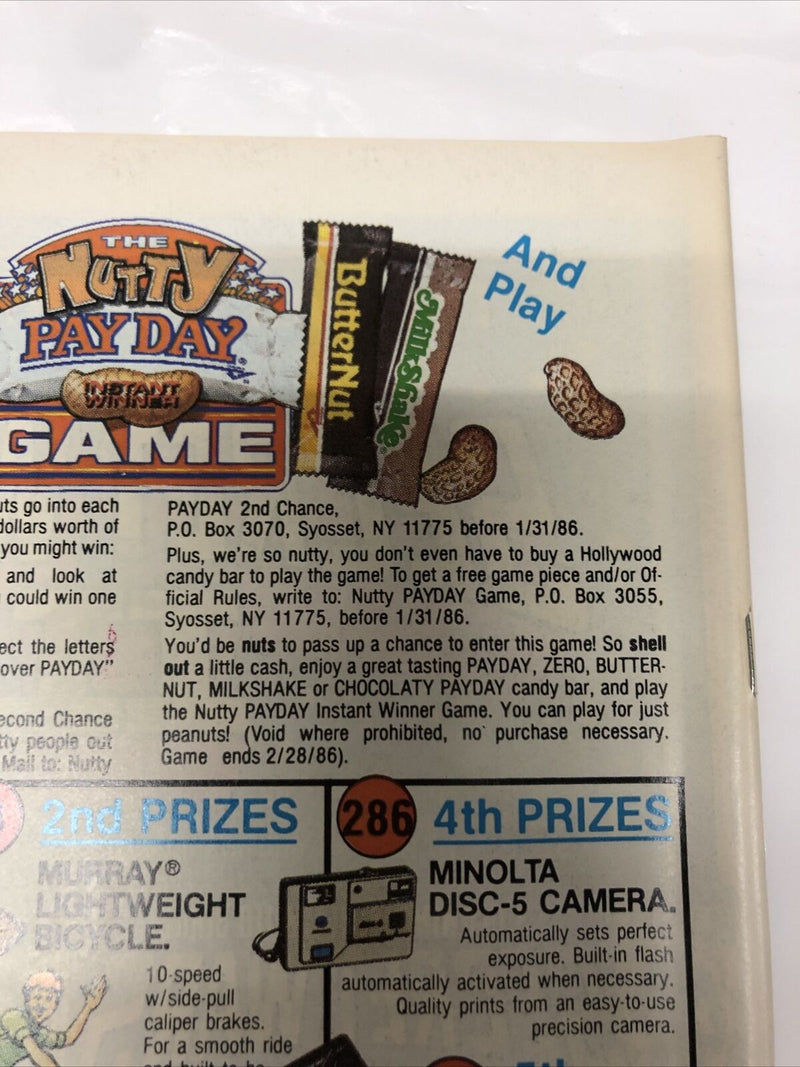 THE
NUTTY
PAYDAY®
INSTANT
WINNER
GAME
ButterNut
MilkShake®
And
Play
uts go into each
dollars worth of
you might win:
and look at
could win one
ect the letters
over PAYDAY"
econd Chance
tty people out
Mail to: Nutty
PAYDAY 2nd Chance,
P.O. Box 3070, Syosset, NY 11775 before 1/31/86.
Plus, we're so nutty, you don't even have to buy a Hollywood
candy bar to play the game! To get a free game piece and/or Of-
ficial Rules, write to: Nutty PAYDAY Game, P.O. Box 3055,
Syosset, NY 11775, before 1/31/86.
You'd be nuts to pass up a chance to enter this game! So shell
out a little cash, enjoy a great tasting PAYDAY, ZERO, BUTTER-
NUT, MILKSHAKE or CHOCOLATY PAYDAY candy bar, and play
the Nutty PAYDAY Instant Winner Game. You can play for just
peanuts! (Void where prohibited, no purchase necessary.
Game ends 2/28/86).
2nd PRIZES
MURRAY®
LIGHTWEIGHT
BICYCLE.
10-speed
w/side-pull
caliper brakes.
For a smooth ride
286 4th PRIZES
MINOLTA
DISC-5 CAMERA.
Automatically sets perfect
exposure. Built-in flash
automatically activated when necessary.
Quality prints from an easy-to-use
precision camera.